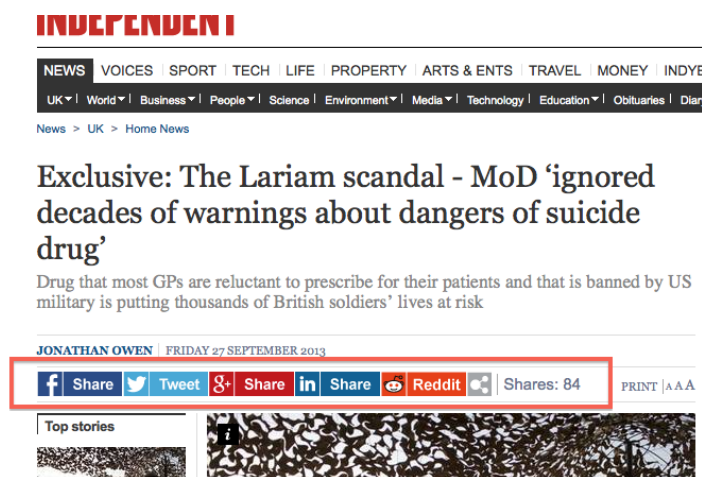 INDEPENDENT
NEWS VOICES SPORT TECH LIFE PROPERTY ARTS & ENTS TRAVEL MONEY INDYB
UK World Business People Science Environment Media Technology Education Obituaries Diary
News > UK > Home News
Exclusive: The Lariam scandal - MoD ‘ignored
decades of warnings about dangers of suicide
drug’
Drug that most GPs are reluctant to prescribe for their patients and that is banned by US
military is putting thousands of British soldiers’ lives at risk
JONATHAN OWEN FRIDAY 27 SEPTEMBER 2013
f Share Tweet g+ Share in Share Reddit Shares: 84 PRINT A A A
Top stories
i